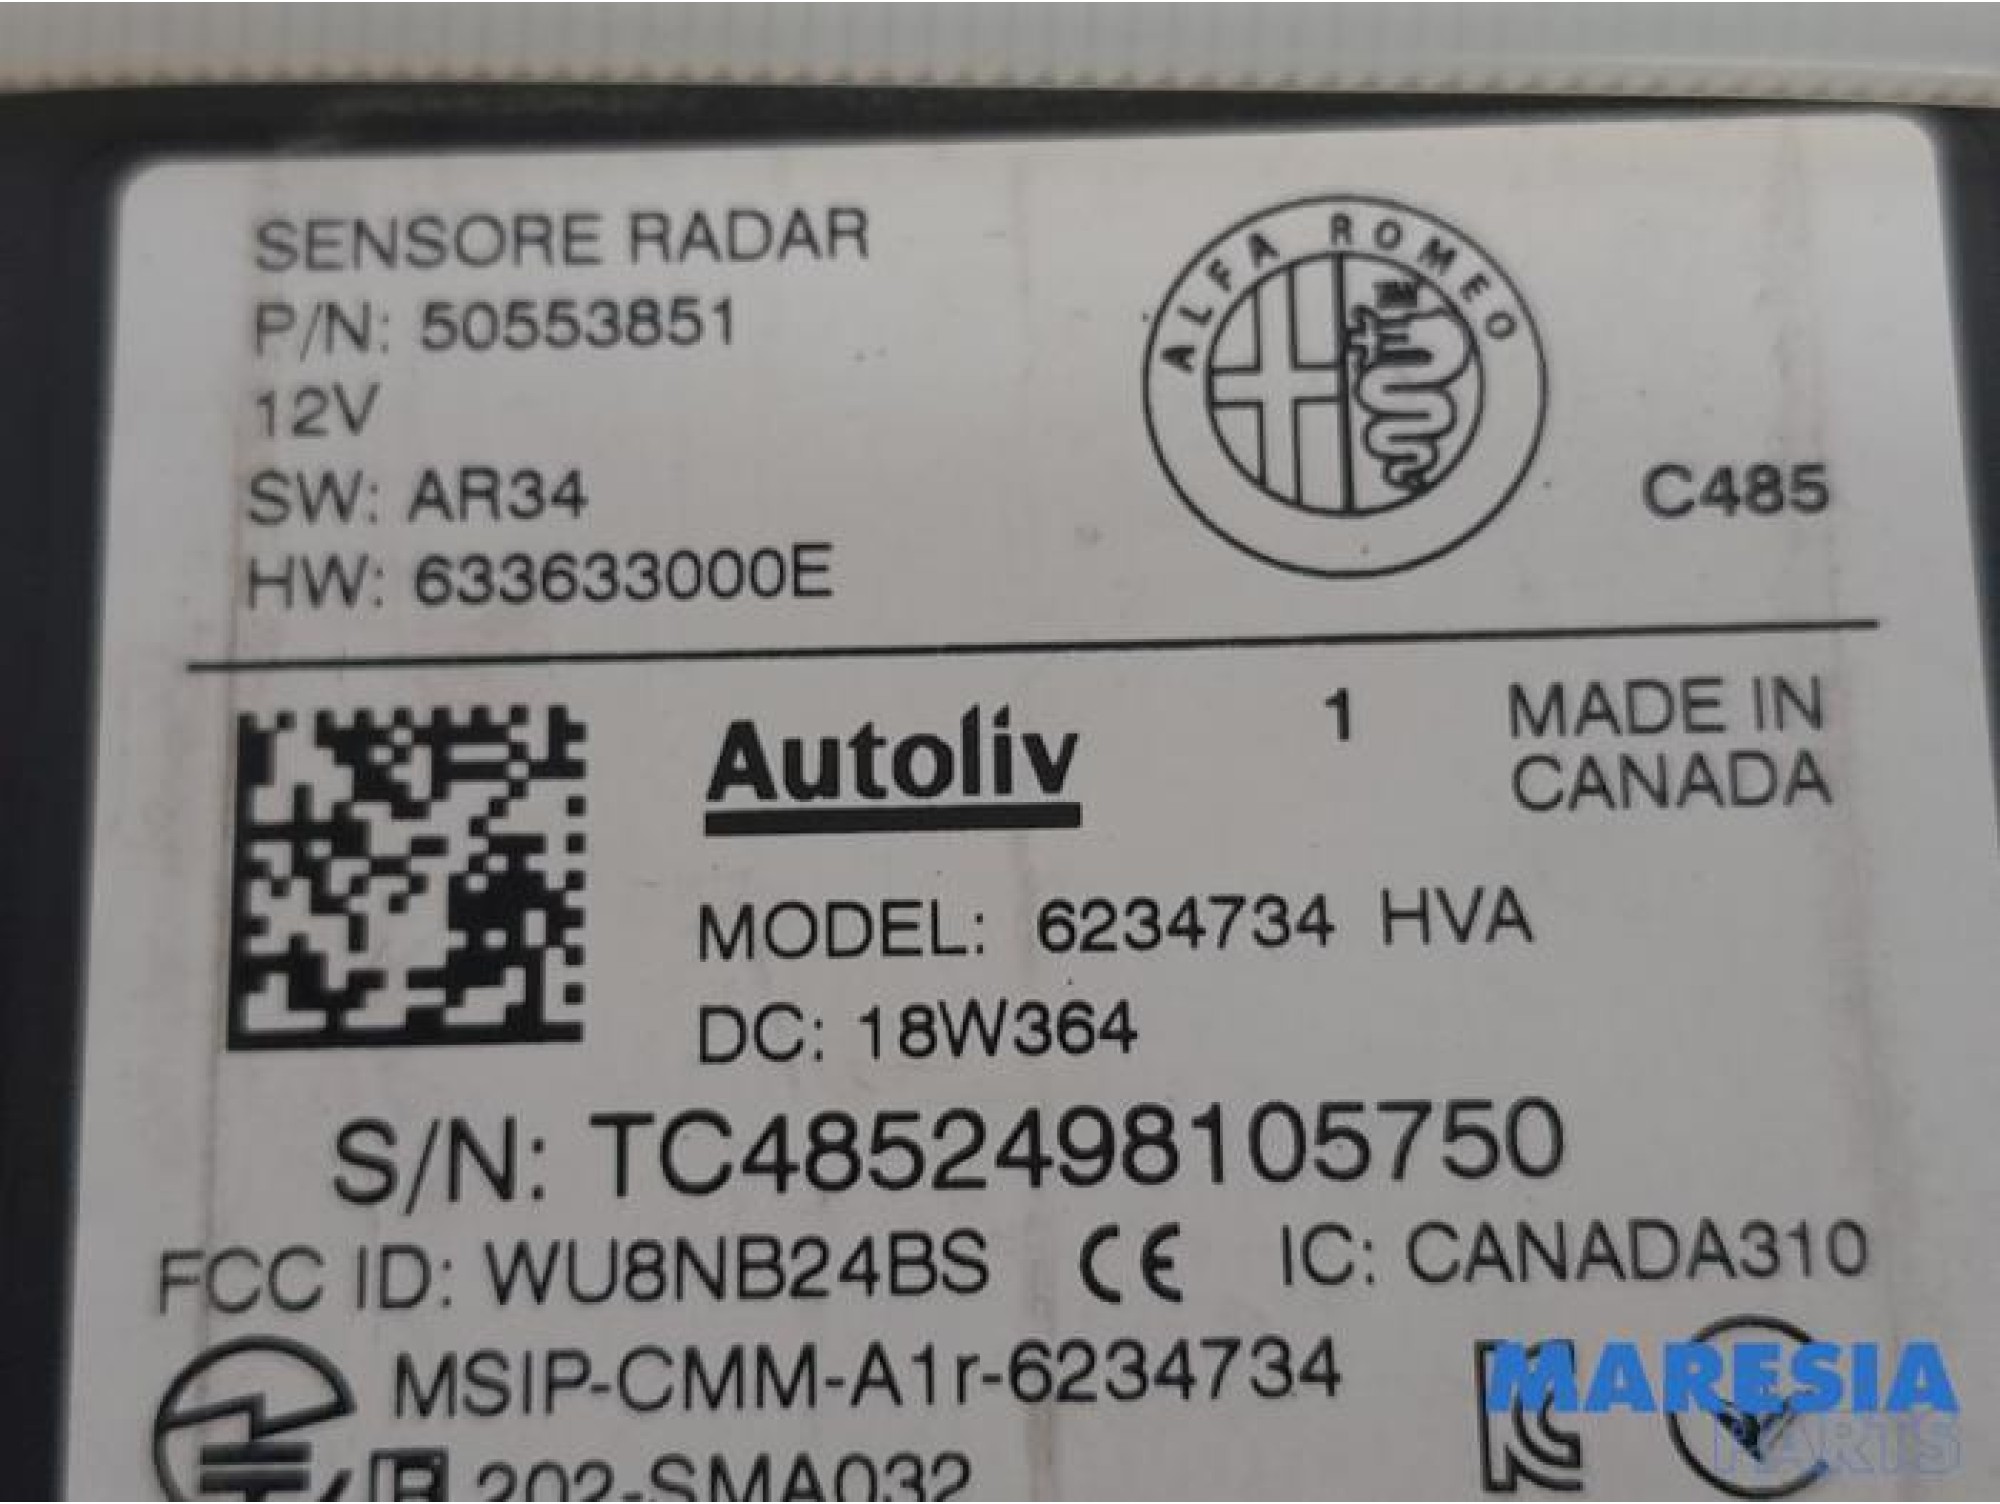 SENSORE RADAR
P/N: 50553851
12V
SW: AR34
HW: 633633000E
ALFA ROMEO
C485
Autoliv
1
MADE IN
CANADA
MODEL: 6234734 HVA
DC: 18W364
S/N: TC4852498105750
FCC ID: WU8NB24BS CE IC: CANADA310
MSIP-CMM-A1r-6234734
R 202-SMA032
MARESIA
PARTS